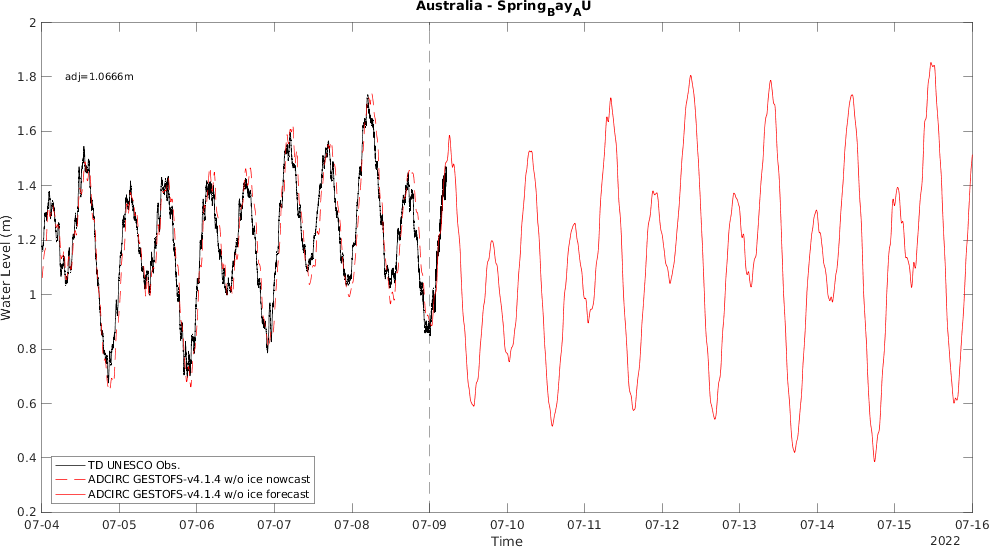 Australia - SpringBayAU
2
1.8
adj=1.0666m
1.6
1.4
1.2
1
0.8
0.6
0.4
0.2
Water Level (m)
TD UNESCO Obs.
ADCIRC GESTOFS-v4.1.4 w/o ice nowcast
ADCIRC GESTOFS-v4.1.4 w/o ice forecast
07-04 07-05 07-06 07-07 07-08 07-09 07-10 07-11 07-12 07-13 07-14 07-15 07-16
Time
2022